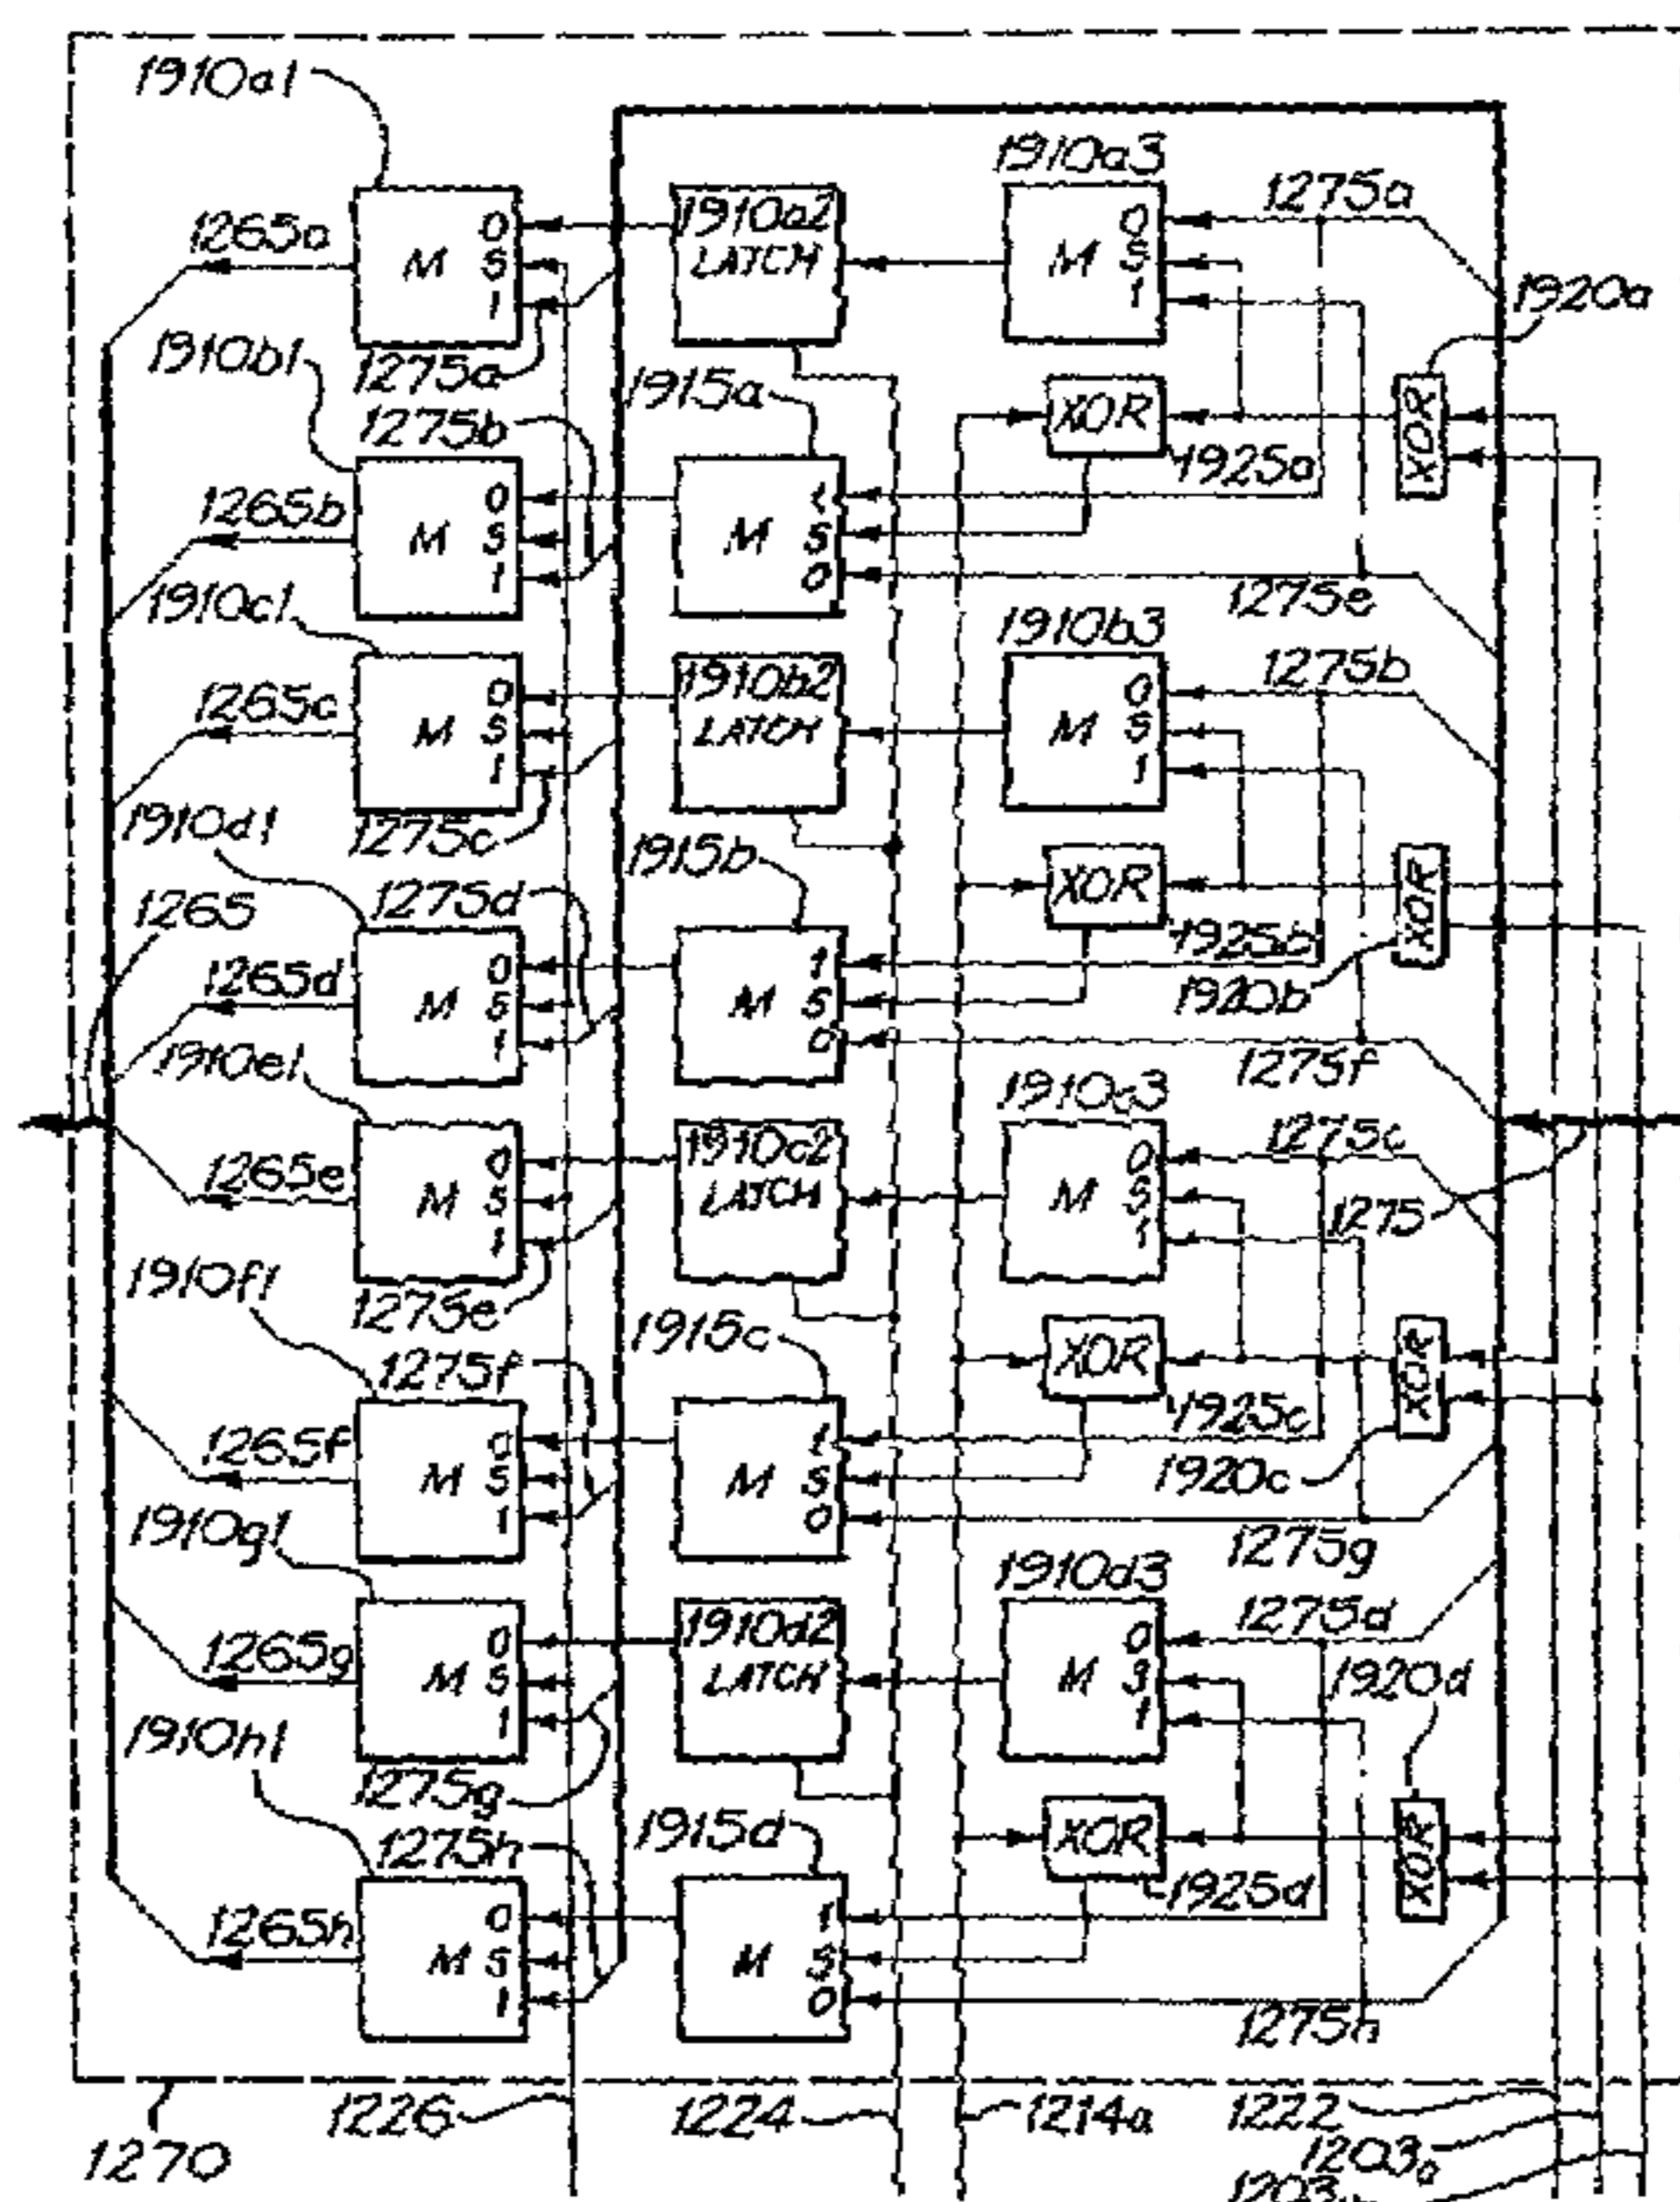 1910a1
1910a3
1275a
1265a
M
0
S
1
1910a2
LATCH
M
0
S
1
1920a
1275a
1910b1
1915a
XOR
XOR
1275b
1925a
1265b
M
0
S
1
M
1
S
0
1275e
1910c1
1910b3
1275b
1265c
M
0
S
1
1910b2
LATCH
M
0
S
1
1910d1
1275c
1915b
XOR
XOR
1265
1275d
1925b
1920b
1265d
M
0
S
1
M
1
S
0
1275f
1910e1
1910c3
1275c
1265e
M
0
S
1
1910c2
LATCH
M
0
S
1
1275
1910f1
1275e
1915c
XOR
XOR
1275f
1925c
1920c
1265f
M
0
S
1
M
1
S
0
1275g
1910g1
1910d3
1275d
1265g
M
0
S
1
1910d2
LATCH
M
0
S
1
1920d
1910h1
1275g
1915d
XOR
XOR
1275h
1925d
1265h
M
0
S
1
M
1
S
0
1275h
1270
1226
1224
1214a
1222
1203₀